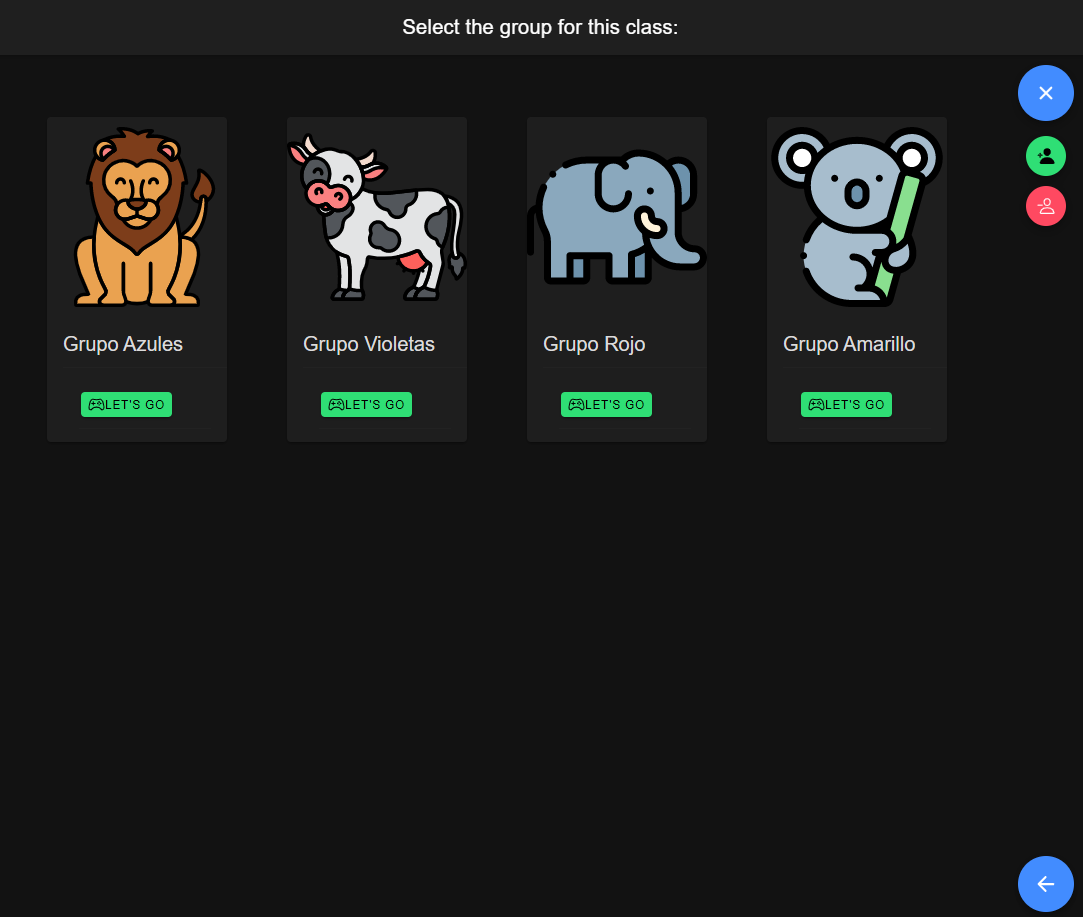 Select the group for this class:
Grupo Azules
Grupo Violetas
Grupo Rojo
Grupo Amarillo
LET'S GO
LET'S GO
LET'S GO
LET'S GO